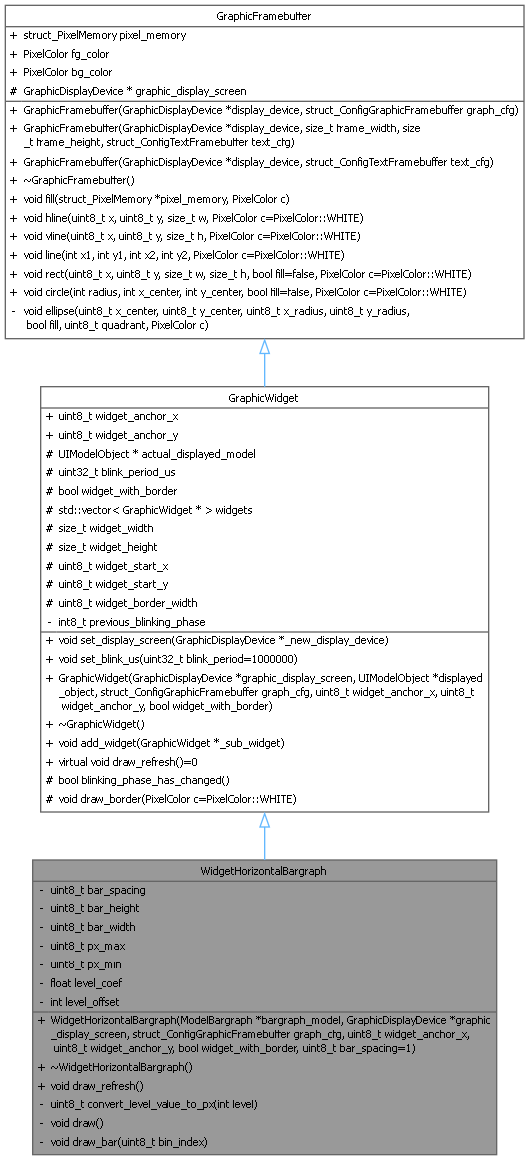 GraphicFramebuffer
+ struct_PixelMemory pixel_memory
+ PixelColor fg_color
+ PixelColor bg_color
# GraphicDisplayDevice * graphic_display_screen
+ GraphicFramebuffer(GraphicDisplayDevice *display_device, struct_ConfigGraphicFramebuffer graph_cfg)
+ GraphicFramebuffer(GraphicDisplayDevice *display_device, size_t frame_width, size
_t frame_height, struct_ConfigTextFramebuffer text_cfg)
+ GraphicFramebuffer(GraphicDisplayDevice *display_device, struct_ConfigTextFramebuffer text_cfg)
+ ~GraphicFramebuffer()
+ void fill(struct_PixelMemory *pixel_memory, PixelColor c)
+ void hline(uint8_t x, uint8_t y, size_t w, PixelColor c=PixelColor::WHITE)
+ void vline(uint8_t x, uint8_t y, size_t h, PixelColor c=PixelColor::WHITE)
+ void line(int x1, int y1, int x2, int y2, PixelColor c=PixelColor::WHITE)
+ void rect(uint8_t x, uint8_t y, size_t w, size_t h, bool fill=false, PixelColor c=PixelColor::WHITE)
+ void circle(int radius, int x_center, int y_center, bool fill=false, PixelColor c=PixelColor::WHITE)
- void ellipse(uint8_t x_center, uint8_t y_center, uint8_t x_radius, uint8_t y_radius,
bool fill, uint8_t quadrant, PixelColor c)
GraphicWidget
+ uint8_t widget_anchor_x
+ uint8_t widget_anchor_y
# UIModelObject * actual_displayed_model
# uint32_t blink_period_us
# bool widget_with_border
# std::vector< GraphicWidget * > widgets
# size_t widget_width
# size_t widget_height
# uint8_t widget_start_x
# uint8_t widget_start_y
# uint8_t widget_border_width
- int8_t previous_blinking_phase
+ void set_display_screen(GraphicDisplayDevice *_new_display_device)
+ void set_blink_us(uint32_t blink_period=1000000)
+ GraphicWidget(GraphicDisplayDevice *graphic_display_screen, UIModelObject *displayed
_object, struct_ConfigGraphicFramebuffer graph_cfg, uint8_t widget_anchor_x, uint8_t
widget_anchor_y, bool widget_with_border)
+ ~GraphicWidget()
+ void add_widget(GraphicWidget *_sub_widget)
+ virtual void draw_refresh()=0
# bool blinking_phase_has_changed()
# void draw_border(PixelColor c=PixelColor::WHITE)
WidgetHorizontalBargraph
- uint8_t bar_spacing
- uint8_t bar_height
- uint8_t bar_width
- uint8_t px_max
- uint8_t px_min
- float level_coef
- int level_offset
+ WidgetHorizontalBargraph(ModelBargraph *bargraph_model, GraphicDisplayDevice *graphic
_display_screen, struct_ConfigGraphicFramebuffer graph_cfg, uint8_t widget_anchor_x,
uint8_t widget_anchor_y, bool widget_with_border, uint8_t bar_spacing=1)
+ ~WidgetHorizontalBargraph()
+ void draw_refresh()
- uint8_t convert_level_value_to_px(int level)
- void draw()
- void draw_bar(uint8_t bin_index)